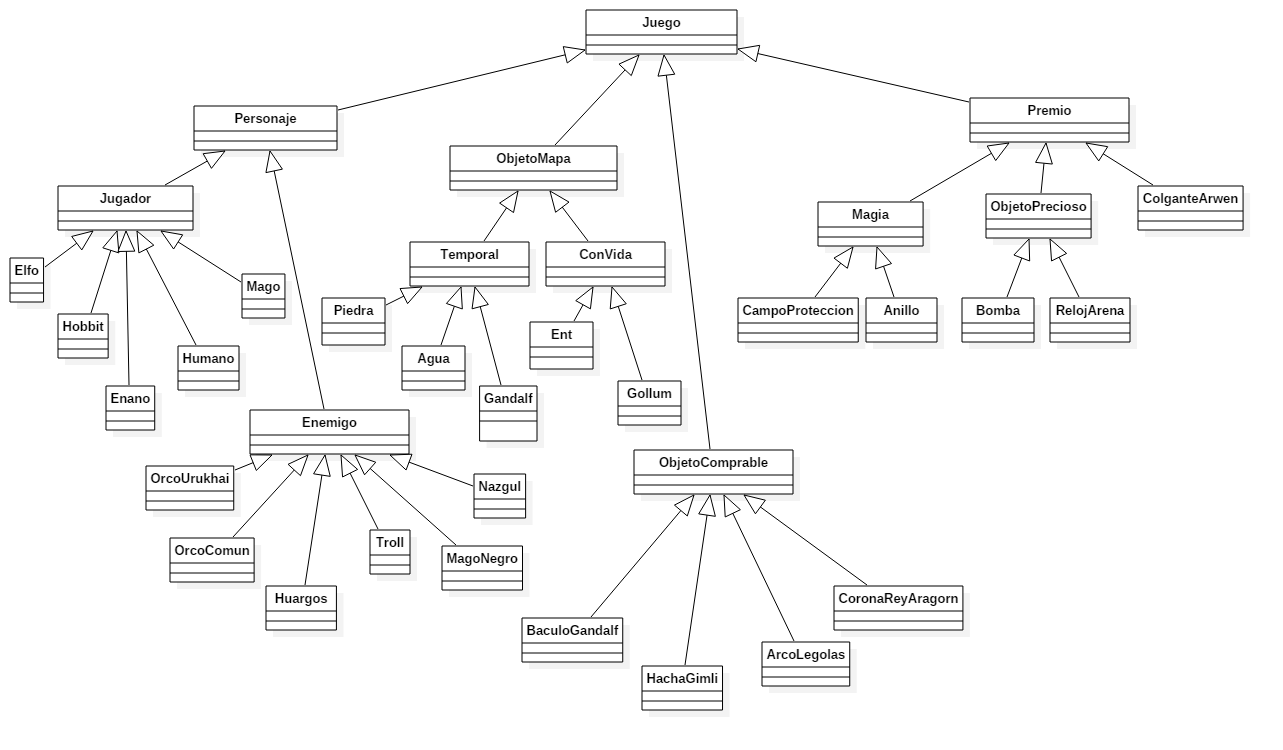 Juego
Personaje
Premio
ObjetoMapa
Jugador
Magia
ObjetoPrecioso
ColganteArwen
Temporal
ConVida
Elfo
Mago
Piedra
CampoProteccion
Anillo
Bomba
RelojArena
Hobbit
Ent
Humano
Agua
Enano
Gandalf
Gollum
Enemigo
ObjetoComprable
OrcoUrukhai
Nazgul
OrcoComun
Troll
MagoNegro
Huargos
CoronaReyAragorn
BaculoGandalf
ArcoLegolas
HachaGimli